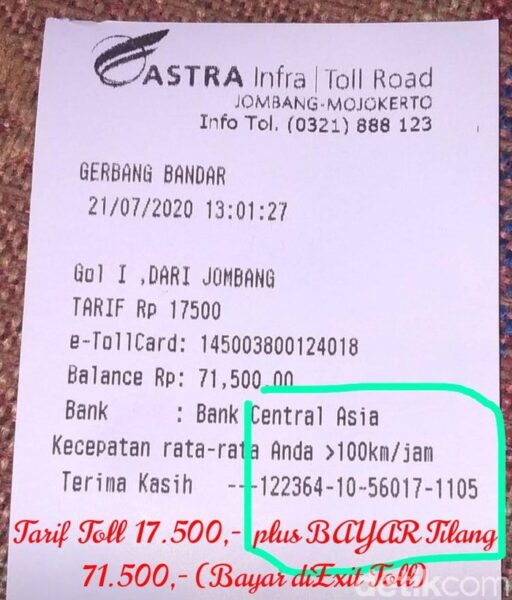 ASTRA Infra | Toll Road
JOMBANG-MOJOKERTO
Info Tol. (0321) 888 123
GERBANG BANDAR
21/07/2020 13:01:27
Gol I ,DARI JOMBANG
TARIF Rp 17500
e-TollCard: 145003800124018
Balance Rp: 71,500.00
Bank : Bank Central Asia
Kecepatan rata-rata Anda >100km/jam
Terima Kasih ---122364-10-56017-1105
Tarif Toll 17.500,- plus BAYAR Tilang
71.500,- (Bayar diExit Toll)
detikcom